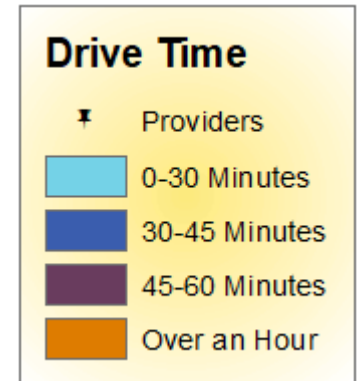 Drive Time
Providers
0-30 Minutes
30-45 Minutes
45-60 Minutes
Over an Hour